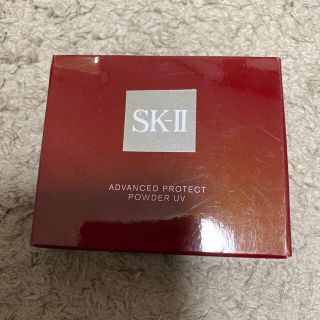 SK-II
ADVANCED PROTECT
POWDER UV